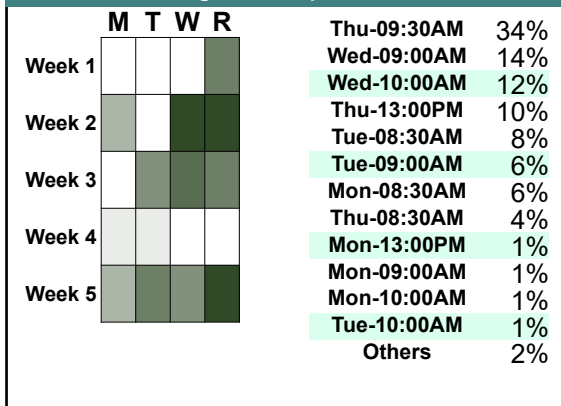 M T W R
Week 1
Week 2
Week 3
Week 4
Week 5
Thu-09:30AM 34%
Wed-09:00AM 14%
Wed-10:00AM 12%
Thu-13:00PM 10%
Tue-08:30AM 8%
Tue-09:00AM 6%
Mon-08:30AM 6%
Thu-08:30AM 4%
Mon-13:00PM 1%
Mon-09:00AM 1%
Mon-10:00AM 1%
Tue-10:00AM 1%
Others 2%